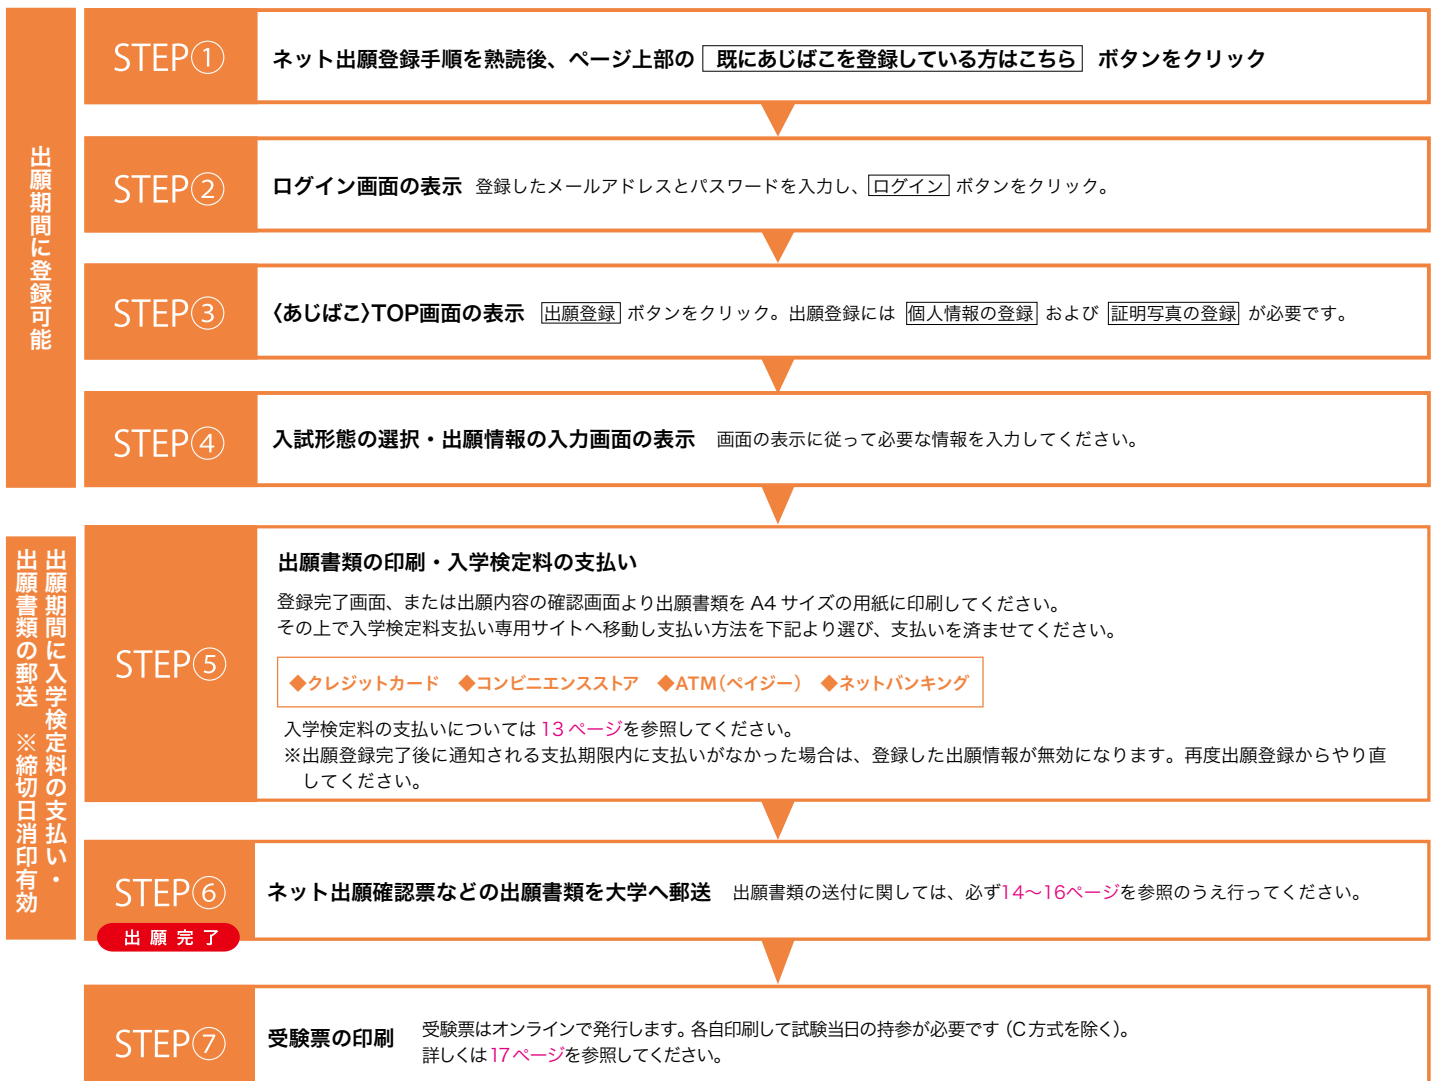 出願期間に登録可能
STEP①
ネット出願登録手順を熟読後、ページ上部の 既にあじばこを登録している方はこちら ボタンをクリック
STEP②
ログイン画面の表示 登録したメールアドレスとパスワードを入力し、ログイン ボタンをクリック。
STEP③
〈あじばこ〉TOP画面の表示 出願登録 ボタンをクリック。出願登録には 個人情報の登録 および 証明写真の登録 が必要です。
STEP④
入試形態の選択・出願情報の入力画面の表示 画面の表示に従って必要な情報を入力してください。
出願期間に入学検定料の支払い・
出願書類の郵送 ※締切日消印有効
STEP⑤
出願書類の印刷・入学検定料の支払い
登録完了画面、または出願内容の確認画面より出願書類を A4 サイズの用紙に印刷してください。
その上で入学検定料支払い専用サイトへ移動し支払い方法を下記より選び、支払いを済ませてください。
◆クレジットカード ◆コンビニエンスストア ◆ATM(ペイジー) ◆ネットバンキング
入学検定料の支払いについては 13 ページを参照してください。
※出願登録完了後に通知される支払期限内に支払いがなかった場合は、登録した出願情報が無効になります。再度出願登録からやり直
してください。
STEP⑥
出願完了
ネット出願確認票などの出願書類を大学へ郵送 出願書類の送付に関しては、必ず14〜16ページを参照のうえ行ってください。
STEP⑦
受験票の印刷
受験票はオンラインで発行します。各自印刷して試験当日の持参が必要です (C方式を除く)。
詳しくは 17 ページを参照してください。